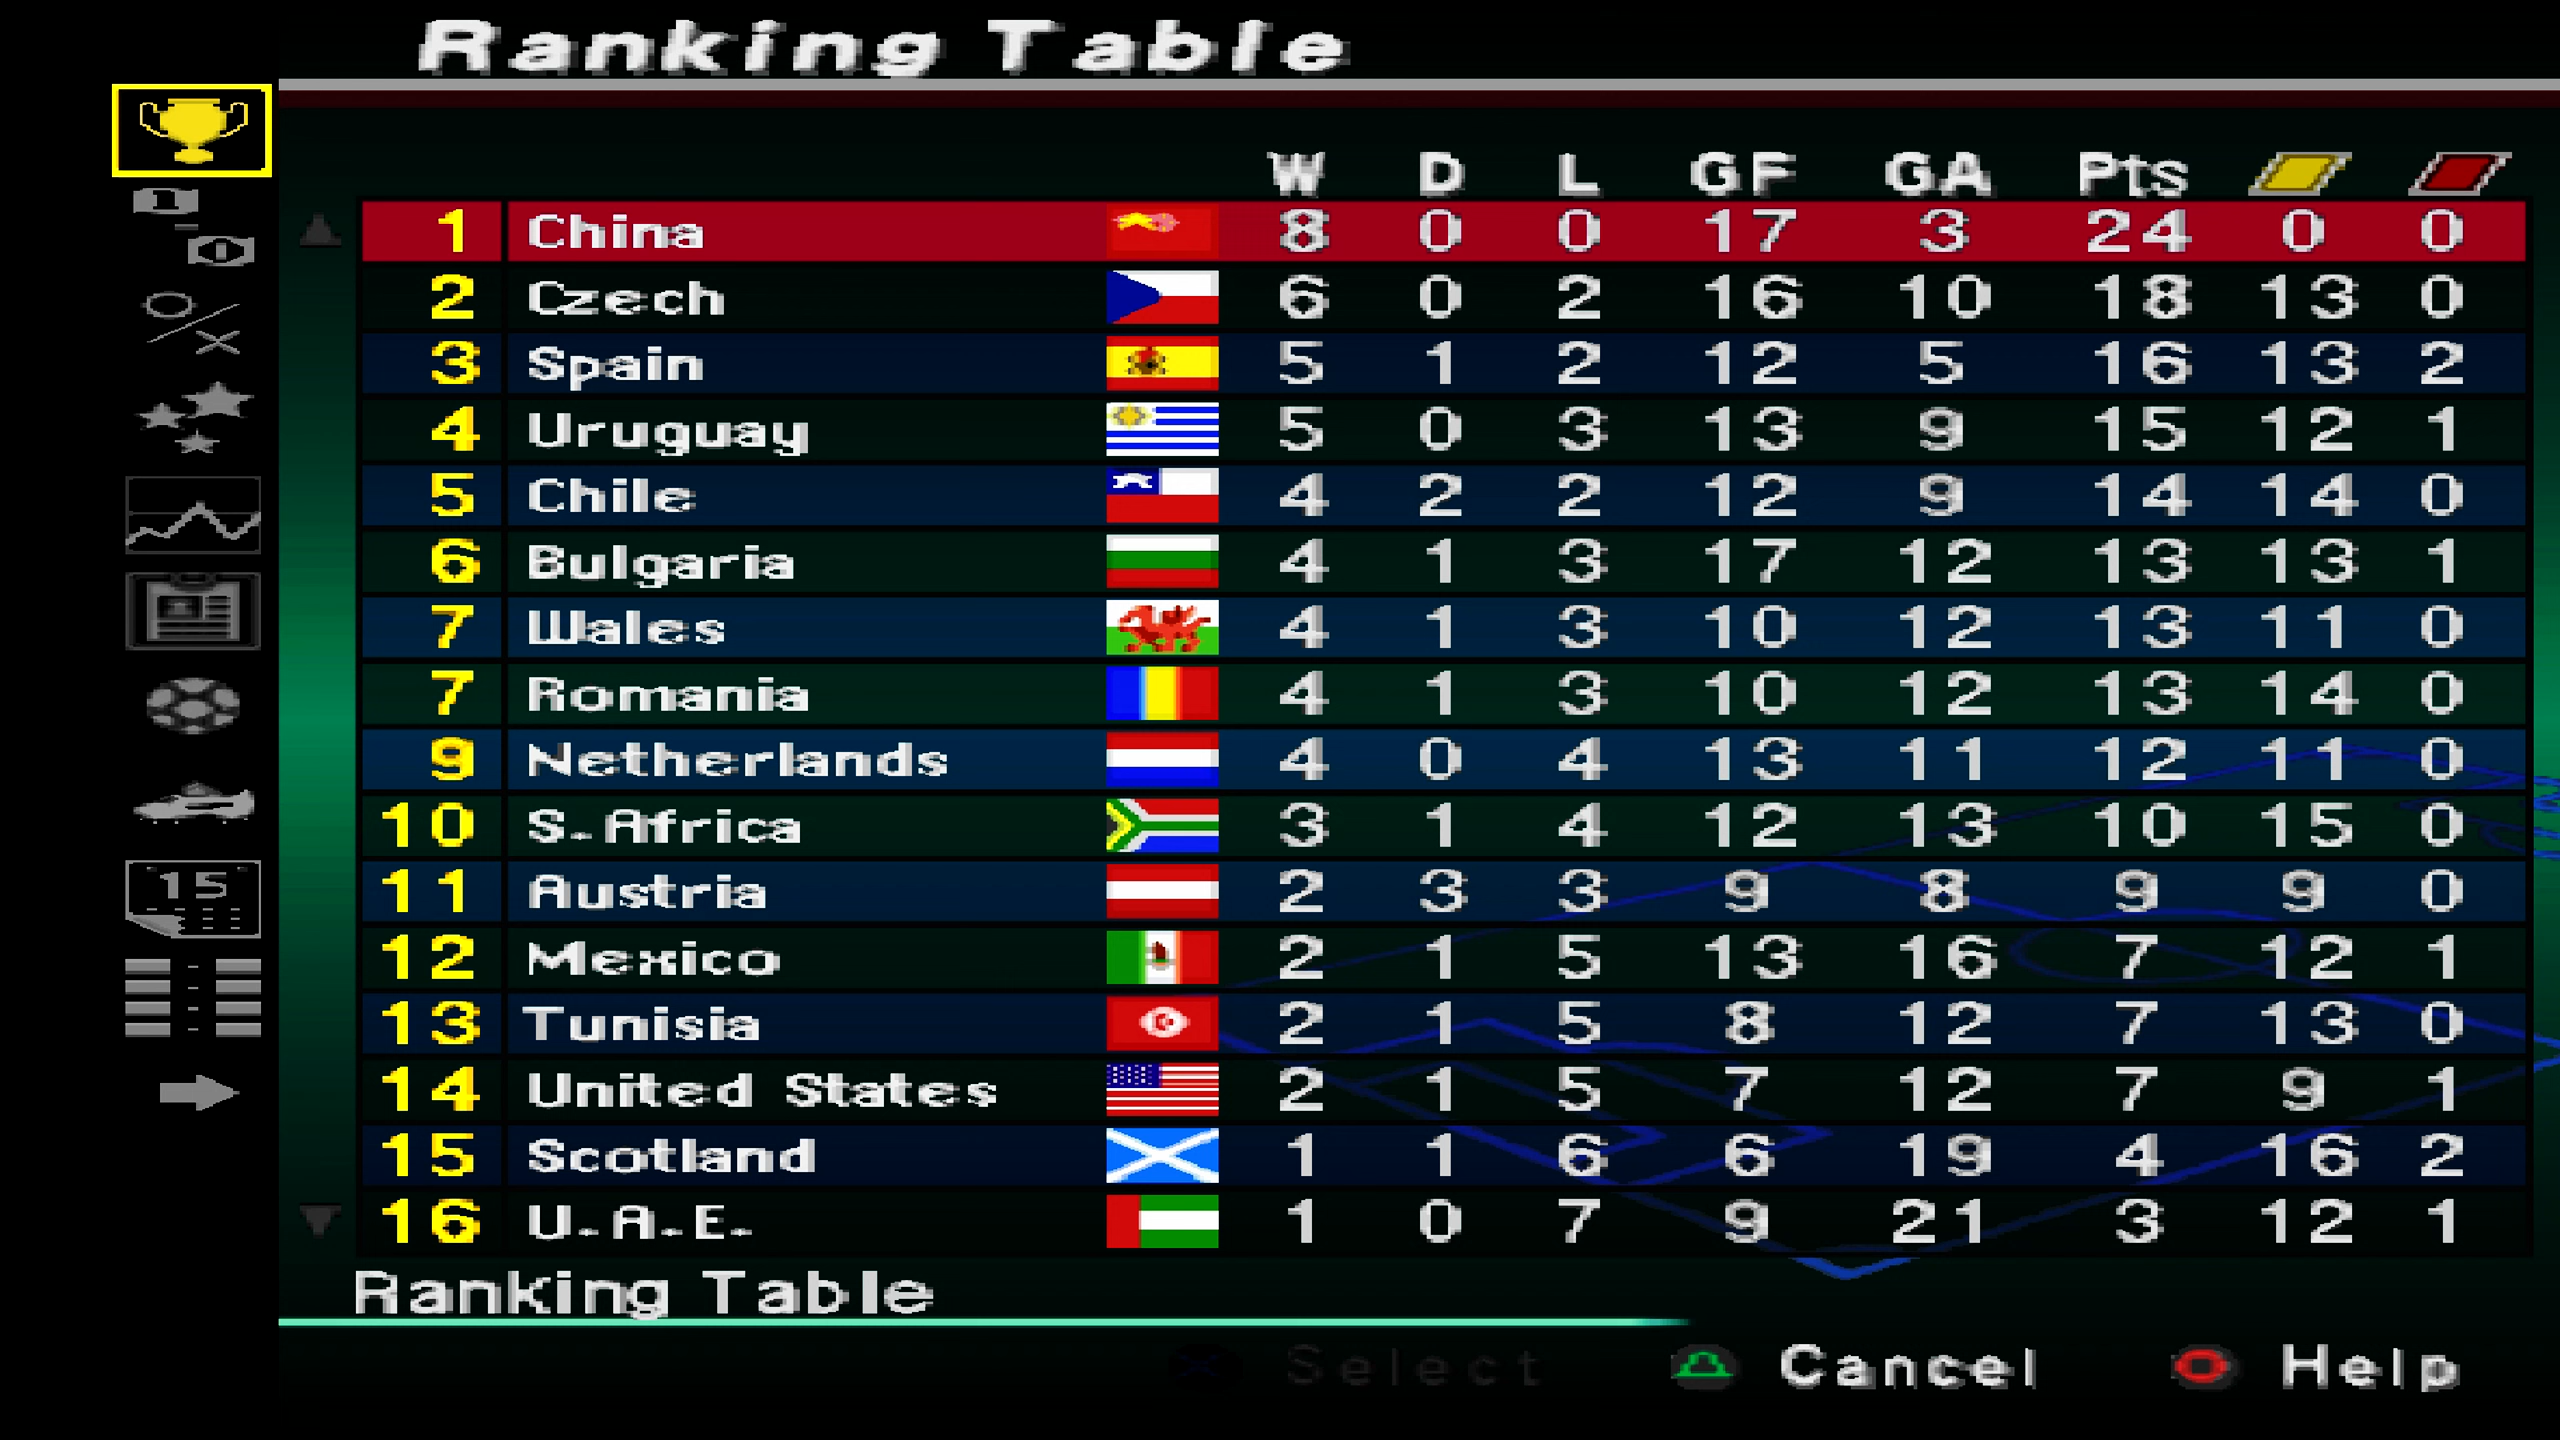 Ranking Table
W D L GF GA Pts
1 China 8 0 0 17 3 24 0 0
2 Czech 6 0 2 16 10 18 13 0
3 Spain 5 1 2 12 5 16 13 2
4 Uruguay 5 0 3 13 9 15 12 1
5 Chile 4 2 2 12 9 14 14 0
6 Bulgaria 4 1 3 17 12 13 13 1
7 Wales 4 1 3 10 12 13 11 0
7 Romania 4 1 3 10 12 13 14 0
9 Netherlands 4 0 4 13 11 12 11 0
10 S.Africa 3 1 4 12 13 10 15 0
11 Austria 2 3 3 9 8 9 9 0
12 Mexico 2 1 5 13 16 7 12 1
13 Tunisia 2 1 5 8 12 7 13 0
14 United States 2 1 5 7 12 7 9 1
15 Scotland 1 1 6 6 19 4 16 2
16 U.A.E. 1 0 7 9 21 3 12 1
1
15
Ranking Table
Select Cancel Help